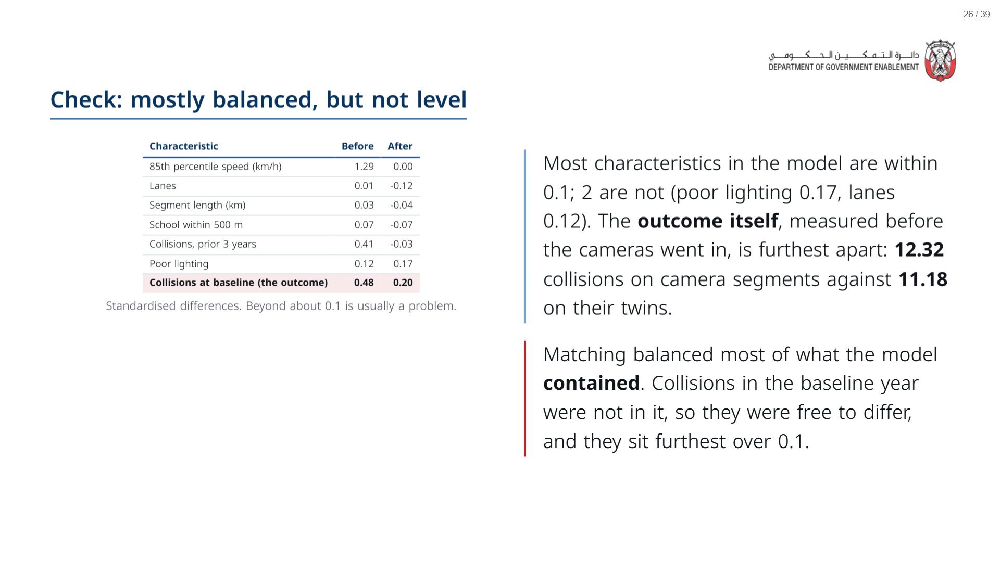 26 / 39
دائرة التمكين الحكومي
DEPARTMENT OF GOVERNMENT ENABLEMENT
Check: mostly balanced, but not level
Characteristic Before After
85th percentile speed (km/h) 1.29 0.00
Lanes 0.01 -0.12
Segment length (km) 0.03 -0.04
School within 500 m 0.07 -0.07
Collisions, prior 3 years 0.41 -0.03
Poor lighting 0.12 0.17
Collisions at baseline (the outcome) 0.48 0.20
Standardised differences. Beyond about 0.1 is usually a problem.
Most characteristics in the model are within
0.1; 2 are not (poor lighting 0.17, lanes
0.12). The outcome itself, measured before
the cameras went in, is furthest apart: 12.32
collisions on camera segments against 11.18
on their twins.
Matching balanced most of what the model
contained. Collisions in the baseline year
were not in it, so they were free to differ,
and they sit furthest over 0.1.